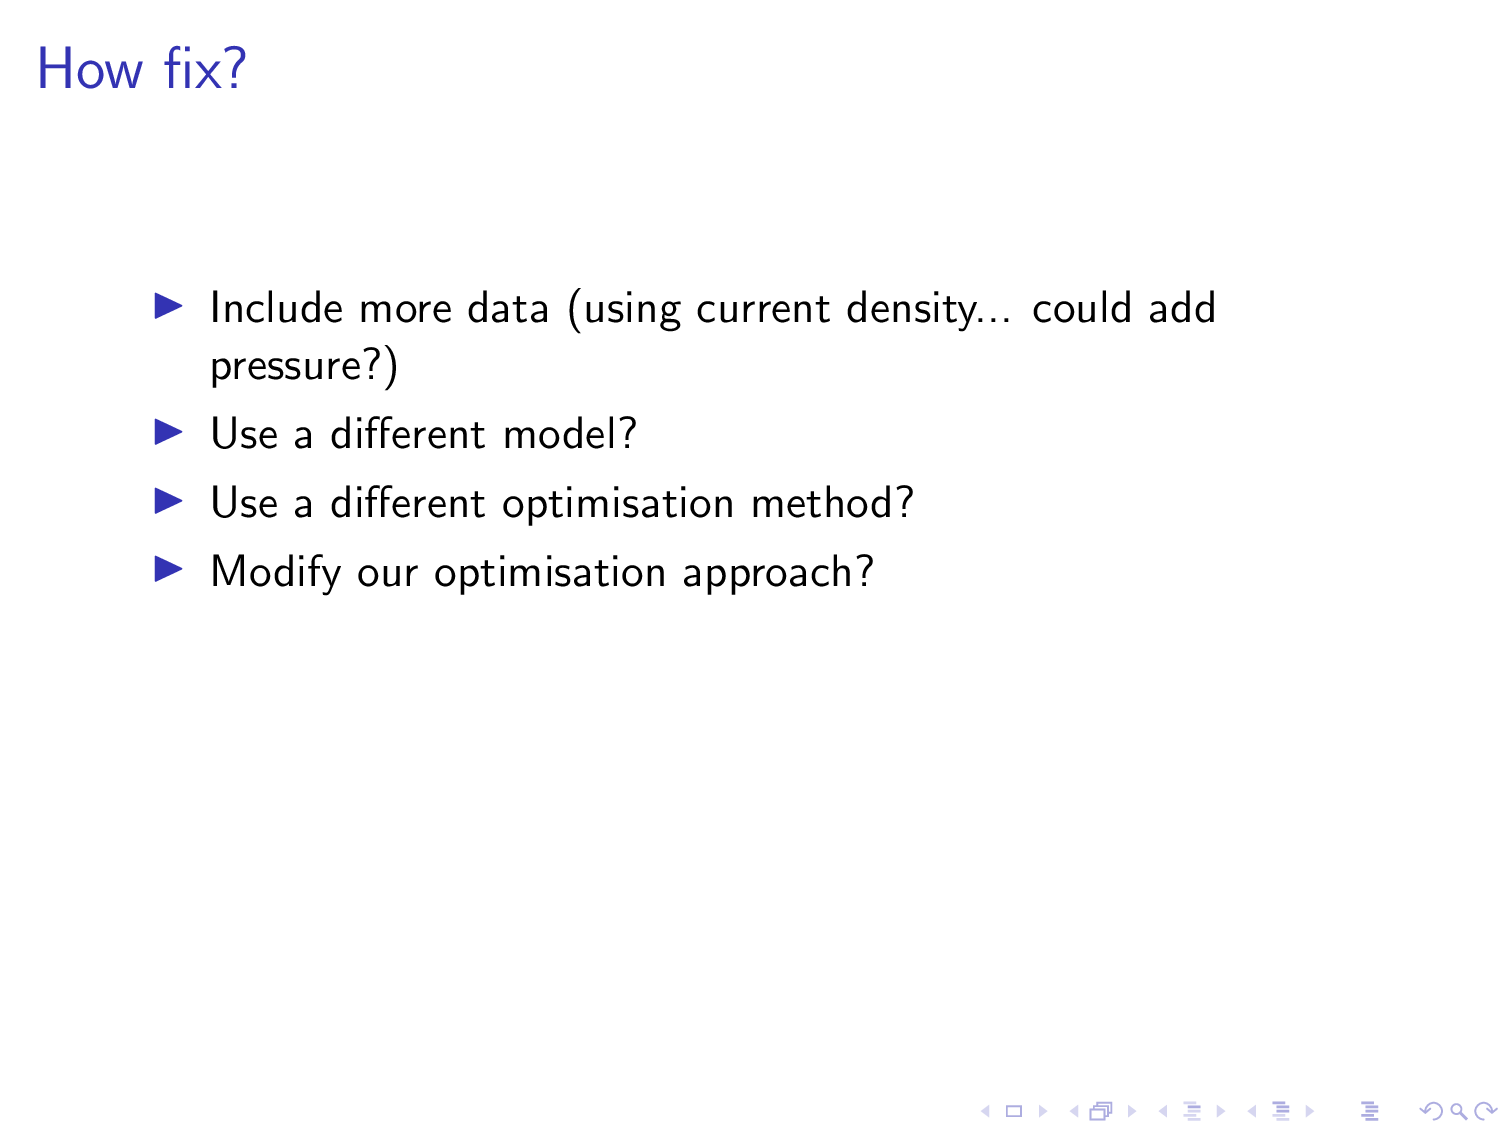 How fix?
Include more data (using current density... could add
pressure?)
Use a different model?
Use a different optimisation method?
Modify our optimisation approach?